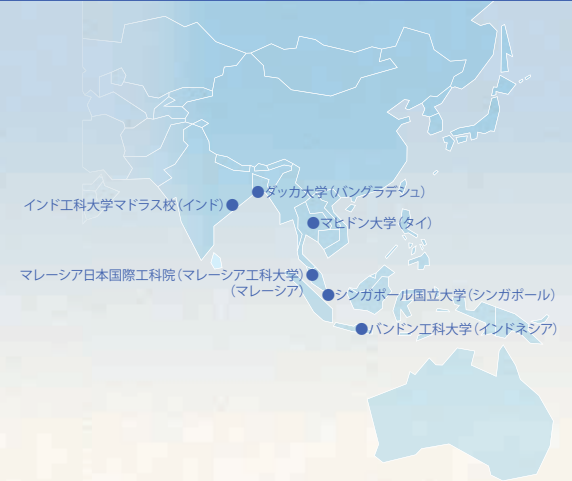 ダッカ大学（バングラデシュ）
インド工科大学マドラス校（インド）
マヒドン大学（タイ）
マレーシア日本国際工科院（マレーシア工科大学）
（マレーシア）
シンガポール国立大学（シンガポール）
バンドン工科大学（インドネシア）